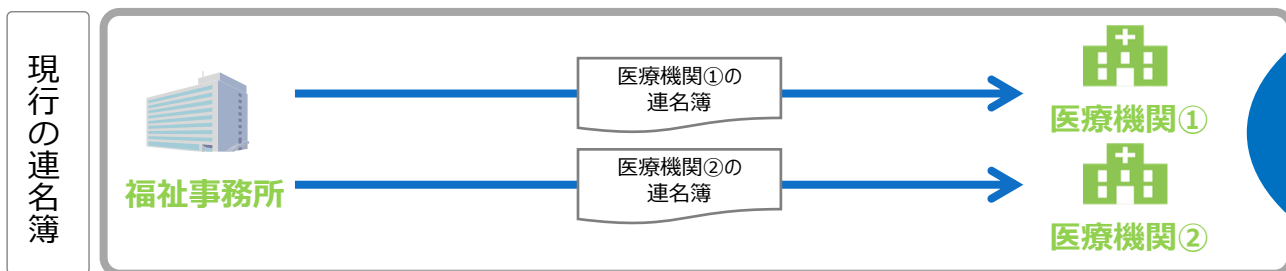 現行の連名簿
福祉事務所
医療機関①の
連名簿
医療機関①
医療機関②の
連名簿
医療機関②